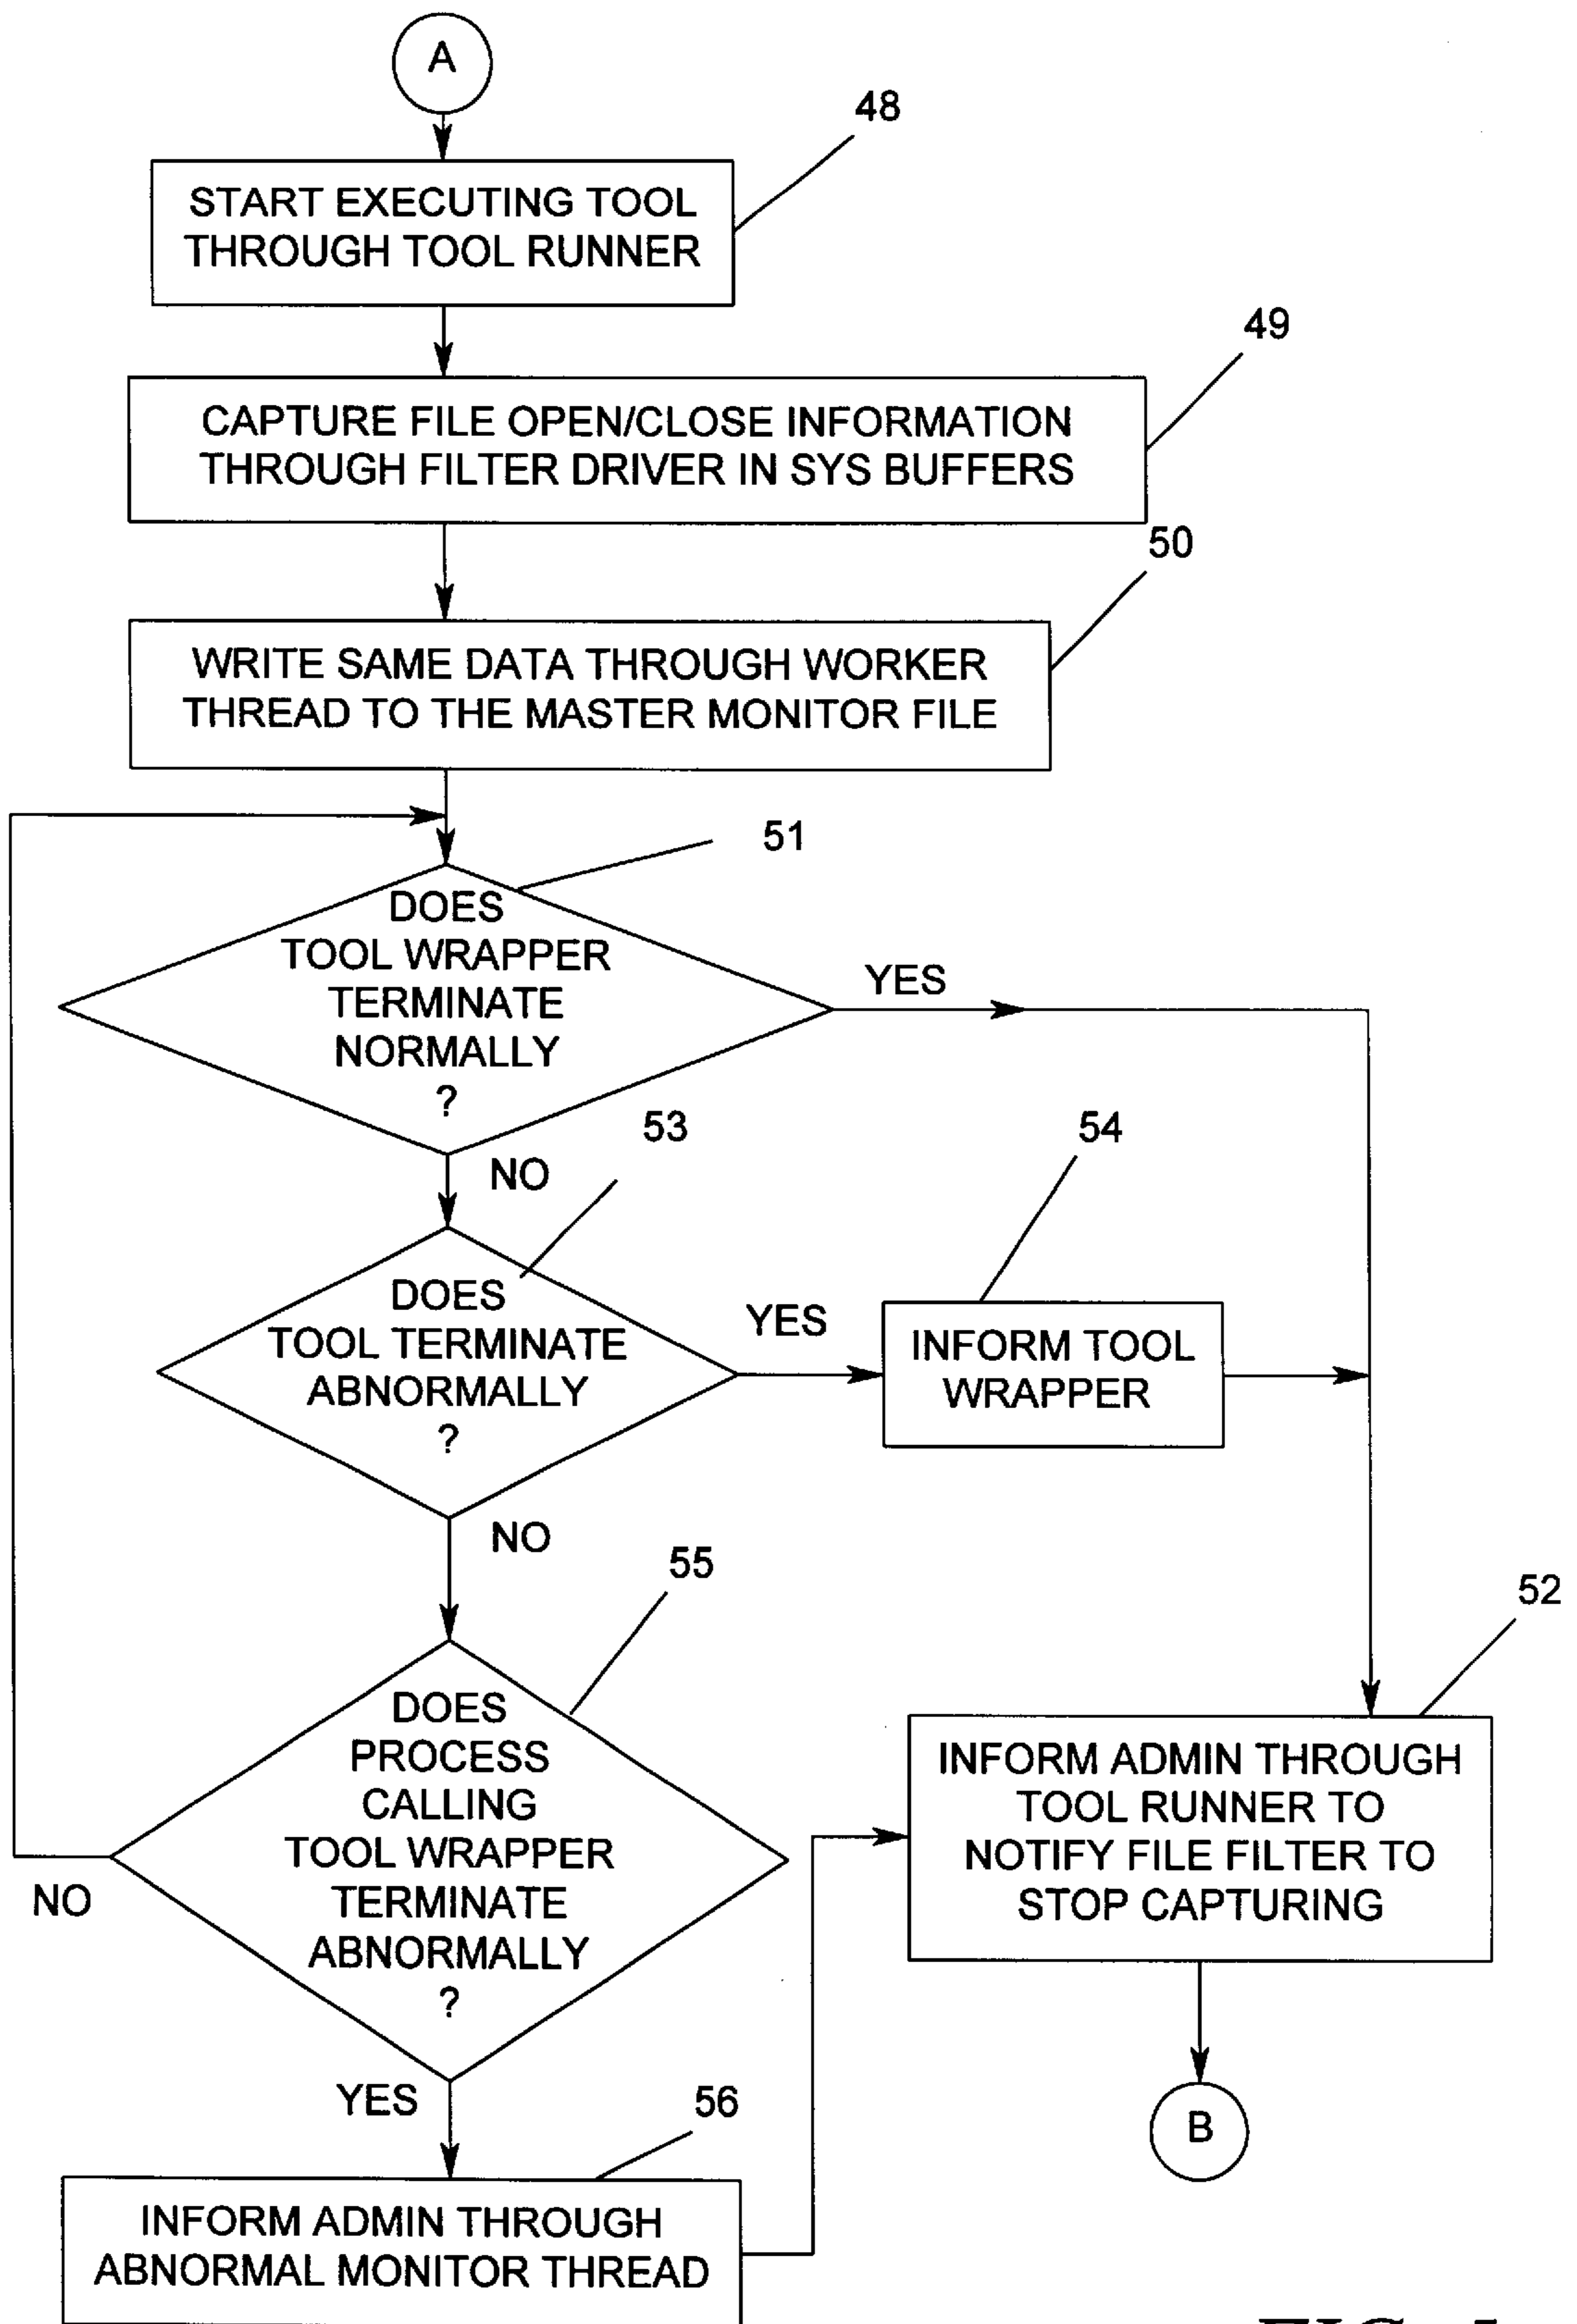 A
48
START EXECUTING TOOL
THROUGH TOOL RUNNER
49
CAPTURE FILE OPEN/CLOSE INFORMATION
THROUGH FILTER DRIVER IN SYS BUFFERS
50
WRITE SAME DATA THROUGH WORKER
THREAD TO THE MASTER MONITOR FILE
51
DOES
TOOL WRAPPER
TERMINATE
NORMALLY
?
YES
NO
53
DOES
TOOL TERMINATE
ABNORMALLY
?
YES
54
INFORM TOOL
WRAPPER
NO
55
DOES
PROCESS
CALLING
TOOL WRAPPER
TERMINATE
ABNORMALLY
?
NO
YES
52
INFORM ADMIN THROUGH
TOOL RUNNER TO
NOTIFY FILE FILTER TO
STOP CAPTURING
B
56
INFORM ADMIN THROUGH
ABNORMAL MONITOR THREAD